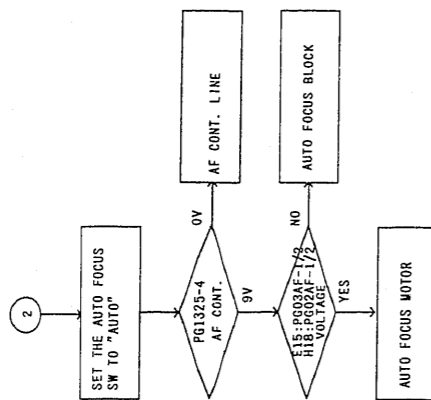 2
SET THE AUTO FOCUS
SW TO "AUTO"
PG1325-4
AF CONT.
0V
AF CONT. LINE
9V
E15:PG03AF-1/2
H18:PG02AF-1/2
VOLTAGE
NO
AUTO FOCUS BLOCK
YES
AUTO FOCUS MOTOR